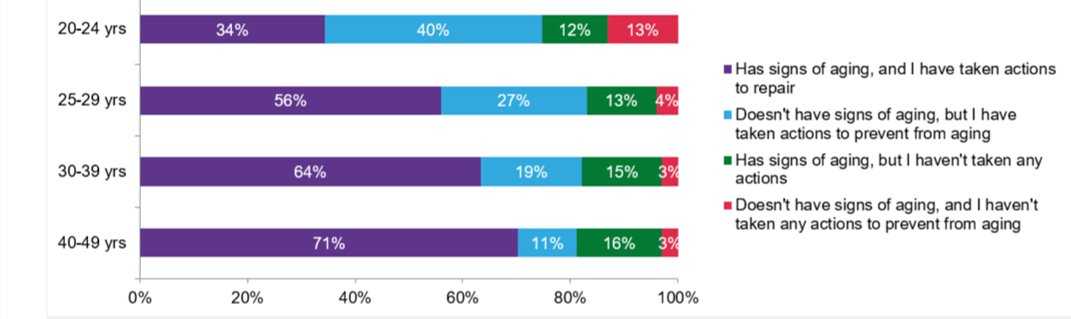 20-24 yrs 34% 40% 12% 13%
Has signs of aging, and I have taken actions
to repair
25-29 yrs 56% 27% 13% 4%
Doesn't have signs of aging, but I have
taken actions to prevent from aging
Has signs of aging, but I haven't taken any
actions
30-39 yrs 64% 19% 15% 3%
Doesn't have signs of aging, and I haven't
taken any actions to prevent from aging
40-49 yrs 71% 11% 16% 3%
0% 20% 40% 60% 80% 100%